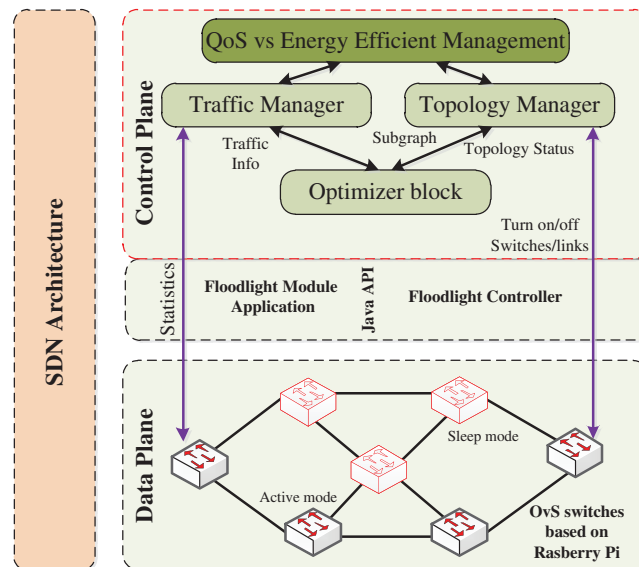 SDN Architecture
Control Plane
QoS vs Energy Efficient Management
Traffic Manager
Topology Manager
Traffic
Info
Subgraph
Topology Status
Optimizer block
Turn on/off
Switches/links
Statistics
Floodlight Module
Application
Java API
Floodlight Controller
Data Plane
Sleep mode
Active mode
OvS switches
based on
Rasberry Pi